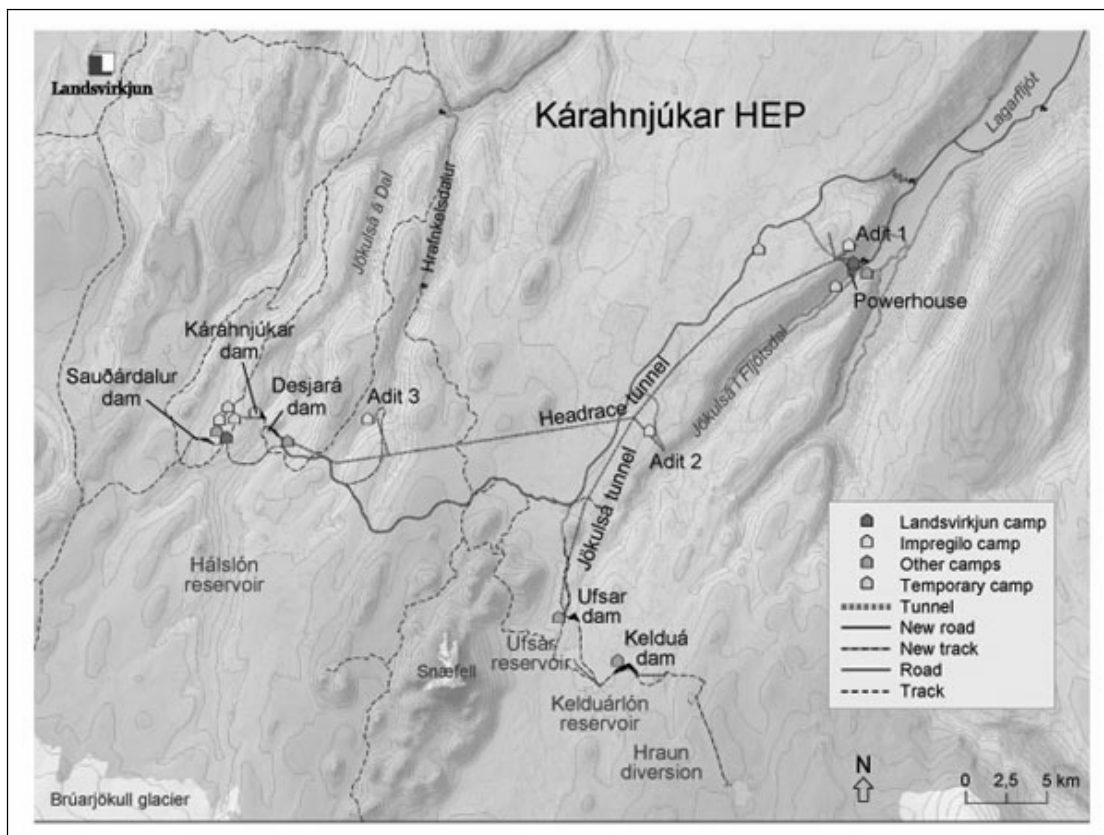 Landsvirkjun
Kárahnjúkar HEP
Lagarfljót
Jökulsá á Dal
Hrafnkelsdalur
Adit 1
Powerhouse
Kárahnjúkar
dam
Sauðárdalur
dam
Desjará
dam
Adit 3
Headrace tunnel
Jökulsá í Fljótsdal
Adit 2
Jökulsá tunnel
Hálslón
reservoir
Ufsar
dam
Ufsar
reservoir
Kelduá
dam
Snæfell
Kelduárlón
reservoir
Hraun
diversion
Brúarjökull glacier
Landsvirkjun camp
Impregilo camp
Other camps
Temporary camp
Tunnel
New road
New track
Road
Track
N
0 2,5 5 km